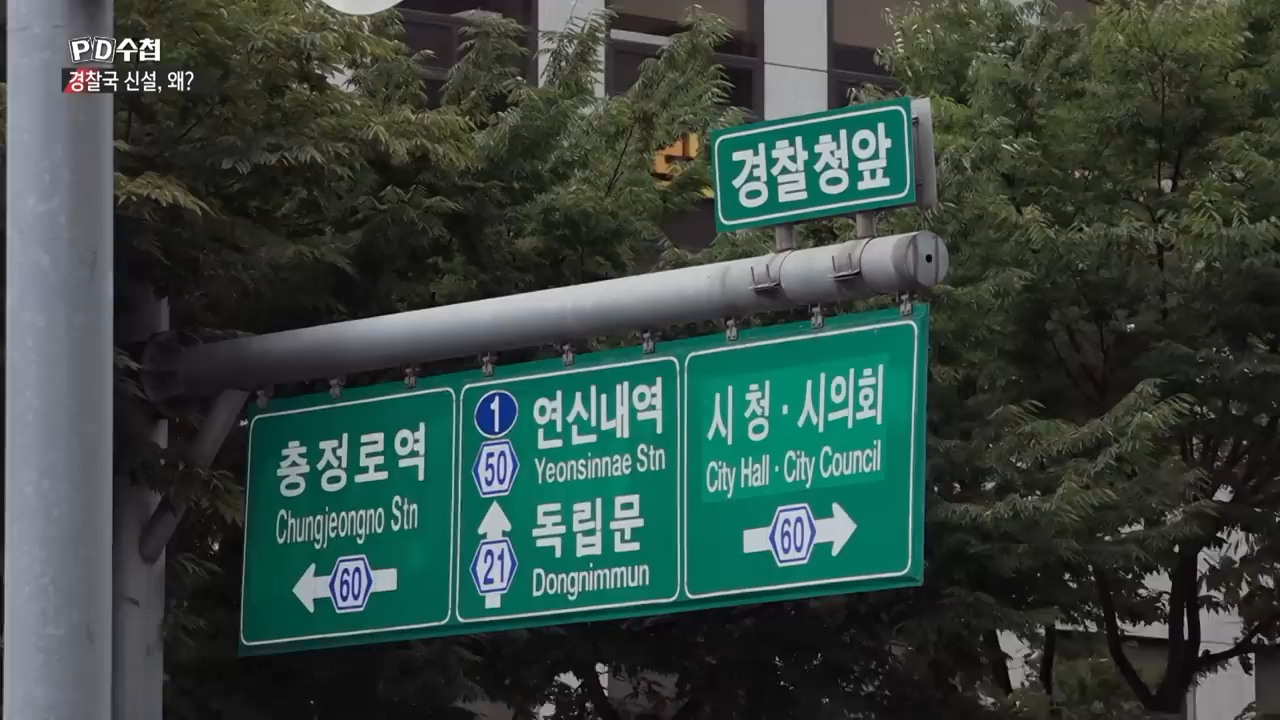 PD수첩
경찰국 신설, 왜?
경찰청앞
충정로역
Chungjeongno Stn
60
1
50
연신내역
Yeonsinnae Stn
21
독립문
Dongnimmun
시청·시의회
City Hall·City Council
60